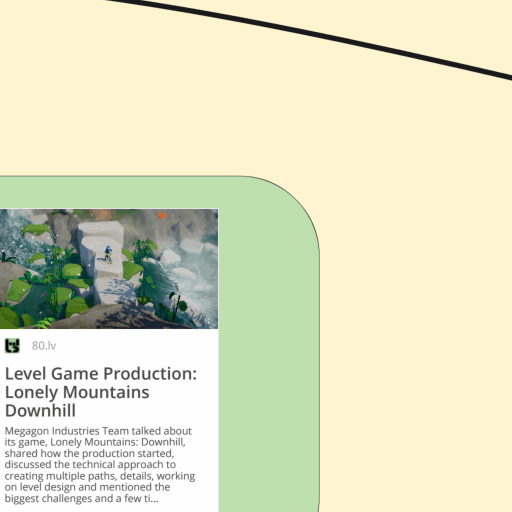 80.lv
Level Game Production:
Lonely Mountains
Downhill
Megagon Industries Team talked about
its game, Lonely Mountains: Downhill,
shared how the production started,
discussed the technical approach to
creating multiple paths, details, working
on level design and mentioned the
biggest challenges and a few ti...